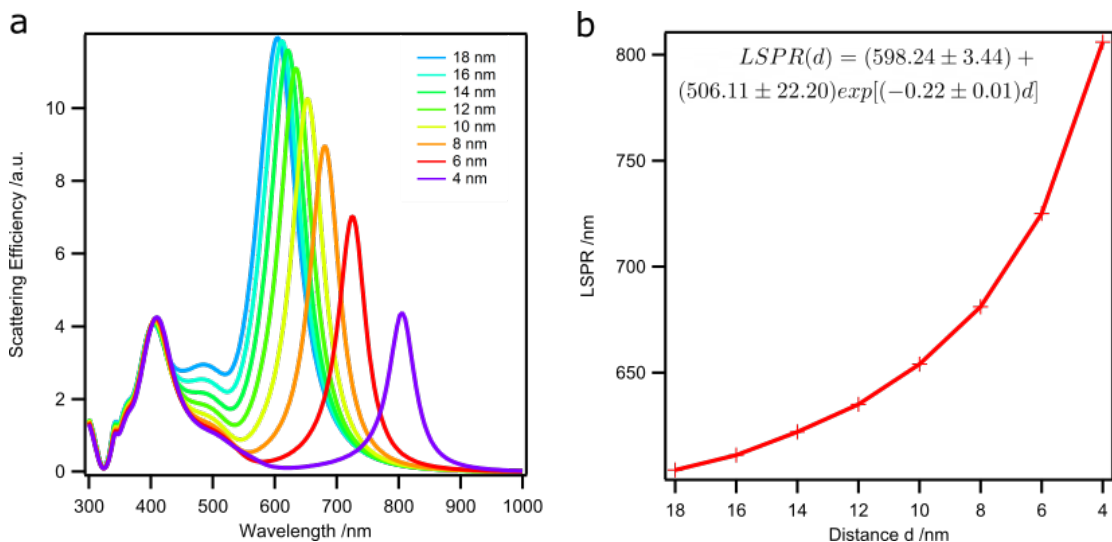 a
Scattering Efficiency /a.u.
10
8
6
4
2
0
300 400 500 600 700 800 900 1000
Wavelength /nm
18 nm
16 nm
14 nm
12 nm
10 nm
8 nm
6 nm
4 nm
b
LSPR(d) = (598.24 ± 3.44) +
(506.11 ± 22.20)exp[(−0.22 ± 0.01)d]
LSPR /nm
800
750
700
650
18 16 14 12 10 8 6 4
Distance d /nm